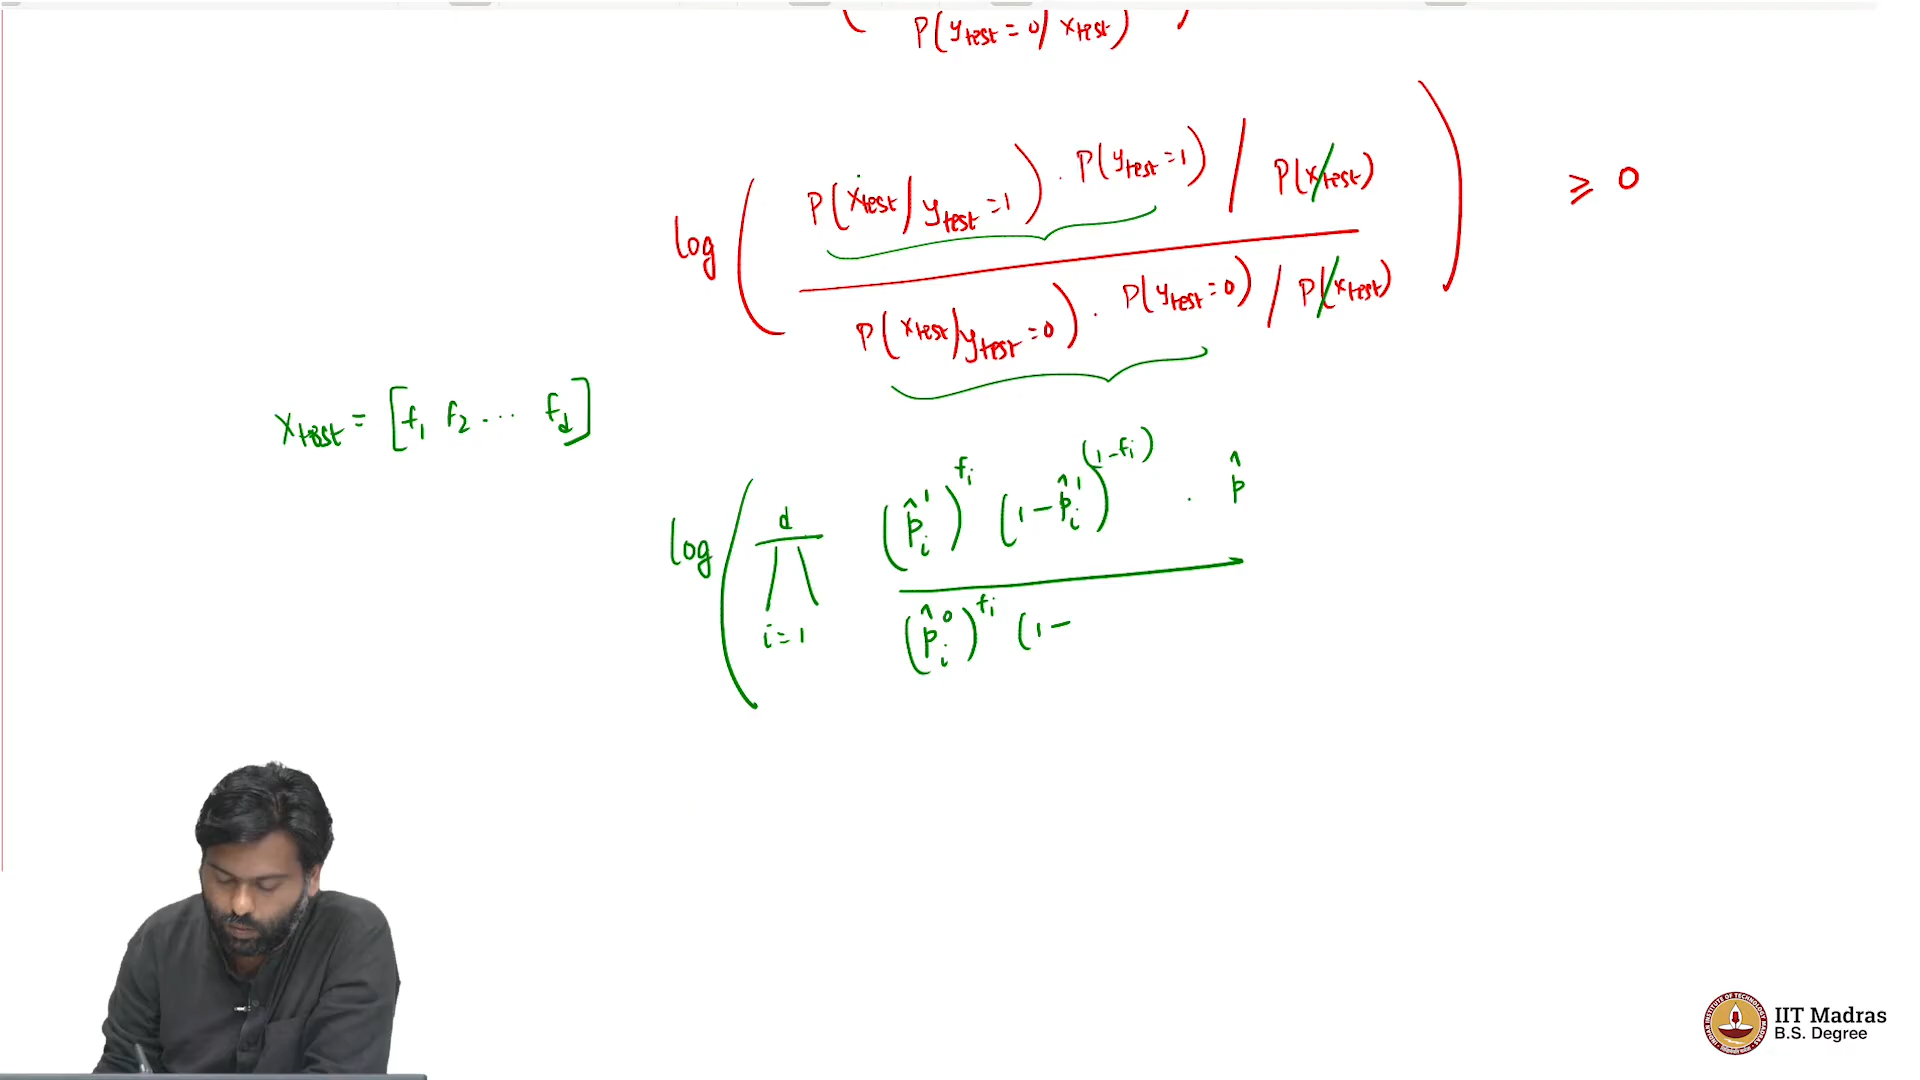 P(y_test = 0 / x_test)
log ( P(x_test / y_test = 1) . P(y_test = 1) / P(x_test)
P(x_test / y_test = 0) . P(y_test = 0) / P(x_test) ) ≥ 0
x_test = [f_1 f_2 ... f_d]
log ( ∏_{i=1}^{d} (p̂_i^1)^{f_i} (1 - p̂_i^1)^{(1-f_i)} . p̂
(p̂_i^0)^{f_i} (1 -
IIT Madras
B.S. Degree